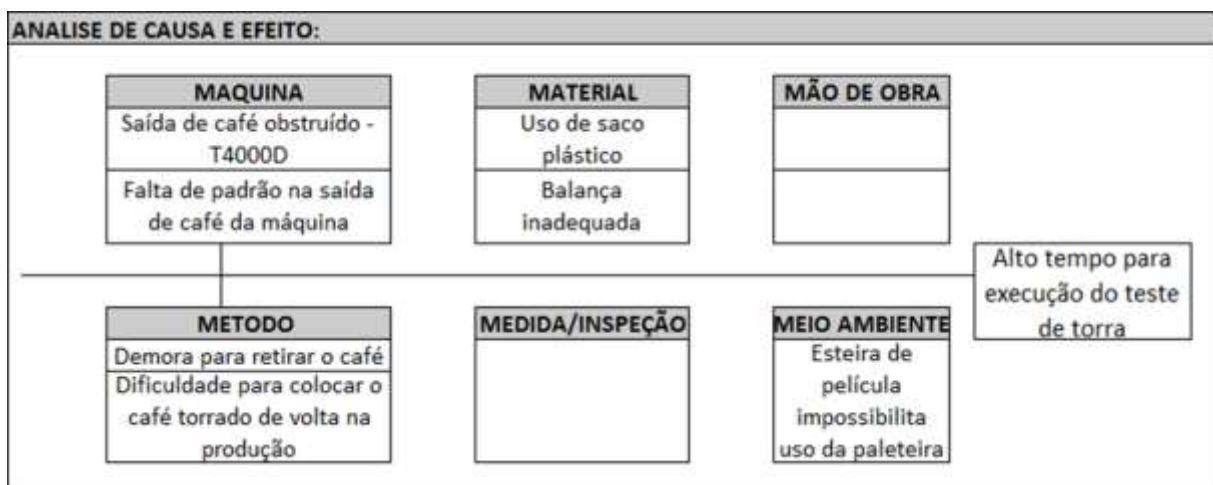 ANALISE DE CAUSA E EFEITO:
MAQUINA
Saída de café obstruído -
T4000D
Falta de padrão na saída
de café da máquina
MATERIAL
Uso de saco
plástico
Balança
inadequada
MÃO DE OBRA
Alto tempo para
execução do teste
de torra
METODO
Demora para retirar o café
Dificuldade para colocar o
café torrado de volta na
produção
MEDIDA/INSPEÇÃO
MEIO AMBIENTE
Esteira de
película
impossibilita
uso da paleteira